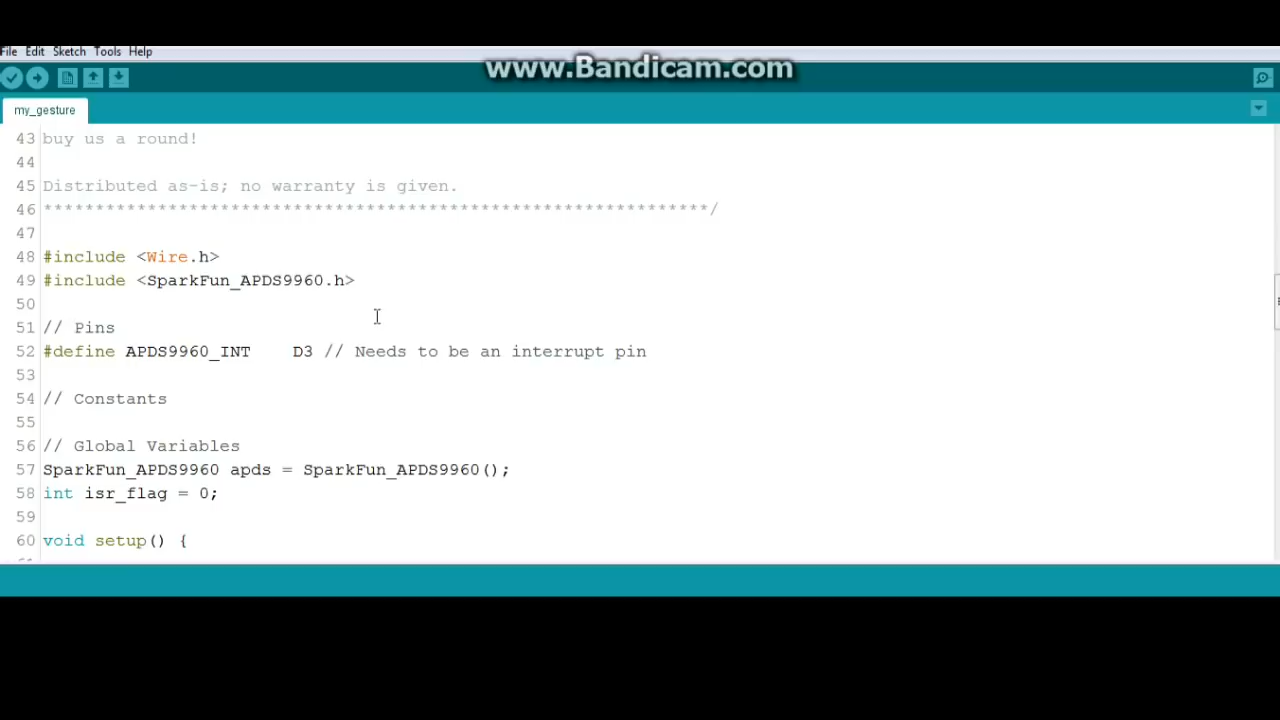 www.Bandicam.com
File Edit Sketch Tools Help
my_gesture
43 buy us a round!
44
45 Distributed as-is; no warranty is given.
46 ****************************************************************/
47
48 #include <Wire.h>
49 #include <SparkFun_APDS9960.h>
50
51 // Pins
52 #define APDS9960_INT    D3 // Needs to be an interrupt pin
53
54 // Constants
55
56 // Global Variables
57 SparkFun_APDS9960 apds = SparkFun_APDS9960();
58 int isr_flag = 0;
59
60 void setup() {